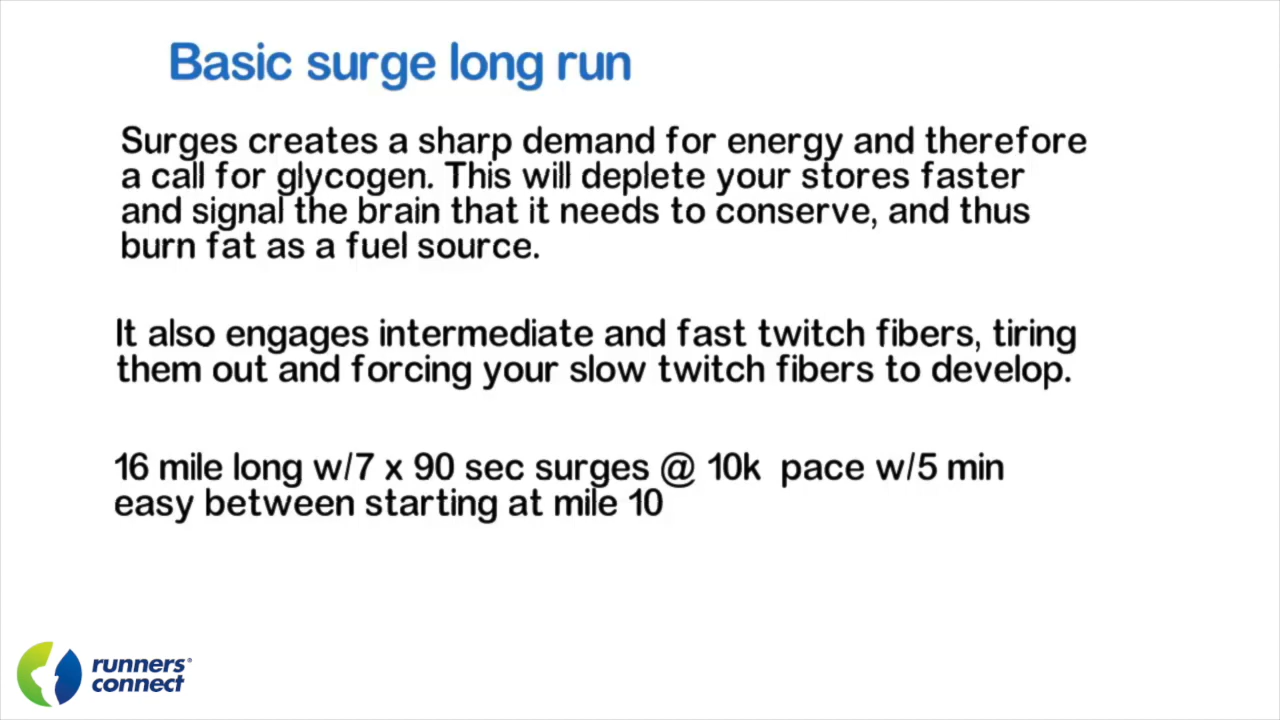 Basic surge long run
Surges creates a sharp demand for energy and therefore
a call for glycogen. This will deplete your stores faster
and signal the brain that it needs to conserve, and thus
burn fat as a fuel source.
It also engages intermediate and fast twitch fibers, tiring
them out and forcing your slow twitch fibers to develop.
16 mile long w/7 x 90 sec surges @ 10k pace w/5 min
easy between starting at mile 10
runners®
connect